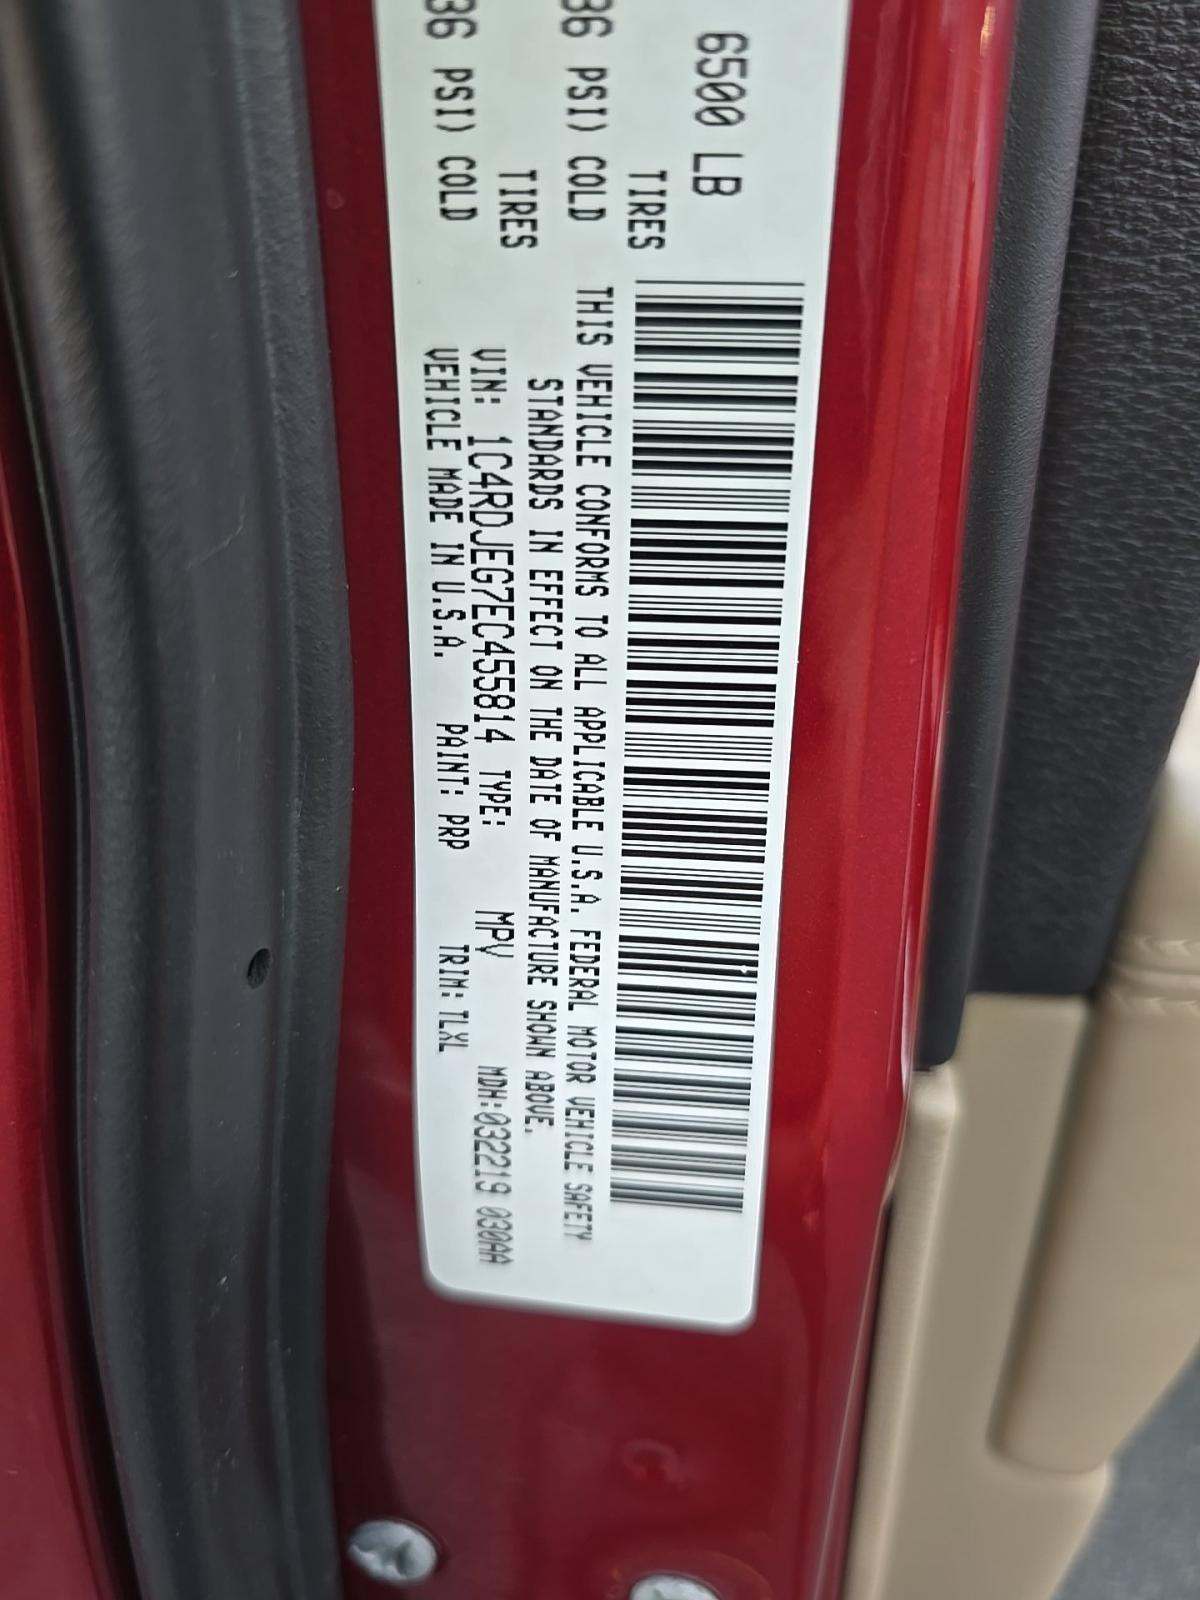 6500 LB
TIRES
36 PSI) COLD
TIRES
36 PSI) COLD
THIS VEHICLE CONFORMS TO ALL APPLICABLE U.S.A. FEDERAL MOTOR VEHICLE SAFETY
STANDARDS IN EFFECT ON THE DATE OF MANUFACTURE SHOWN ABOVE.
VIN: 1C4RDJEG7EC455814 TYPE: MPV MDH:032219 030AA
VEHICLE MADE IN U.S.A. PAINT: PRP TRIM: TLXL